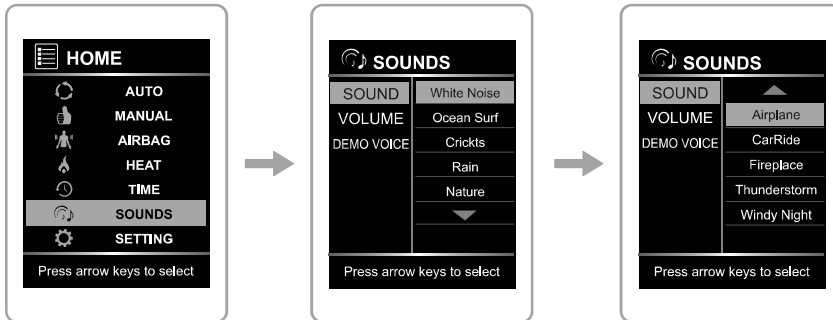 HOME
AUTO
MANUAL
AIRBAG
HEAT
TIME
SOUNDS
SETTING
Press arrow keys to select
SOUNDS
SOUND
VOLUME
DEMO VOICE
White Noise
Ocean Surf
Crickts
Rain
Nature
Press arrow keys to select
SOUNDS
SOUND
VOLUME
DEMO VOICE
Airplane
CarRide
Fireplace
Thunderstorm
Windy Night
Press arrow keys to select